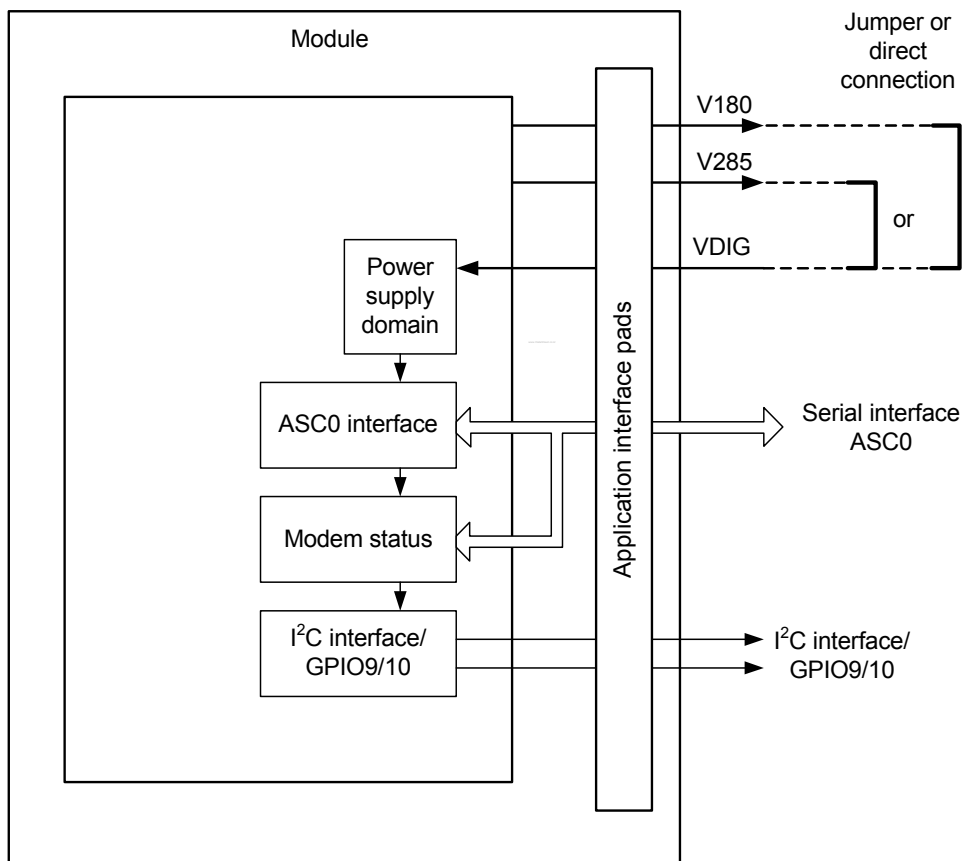 Module
Jumper or
direct
connection
V180
V285
or
VDIG
Power
supply
domain
Application interface pads
ASC0 interface
Serial interface
ASC0
Modem status
I²C interface/
GPIO9/10
I²C interface/
GPIO9/10